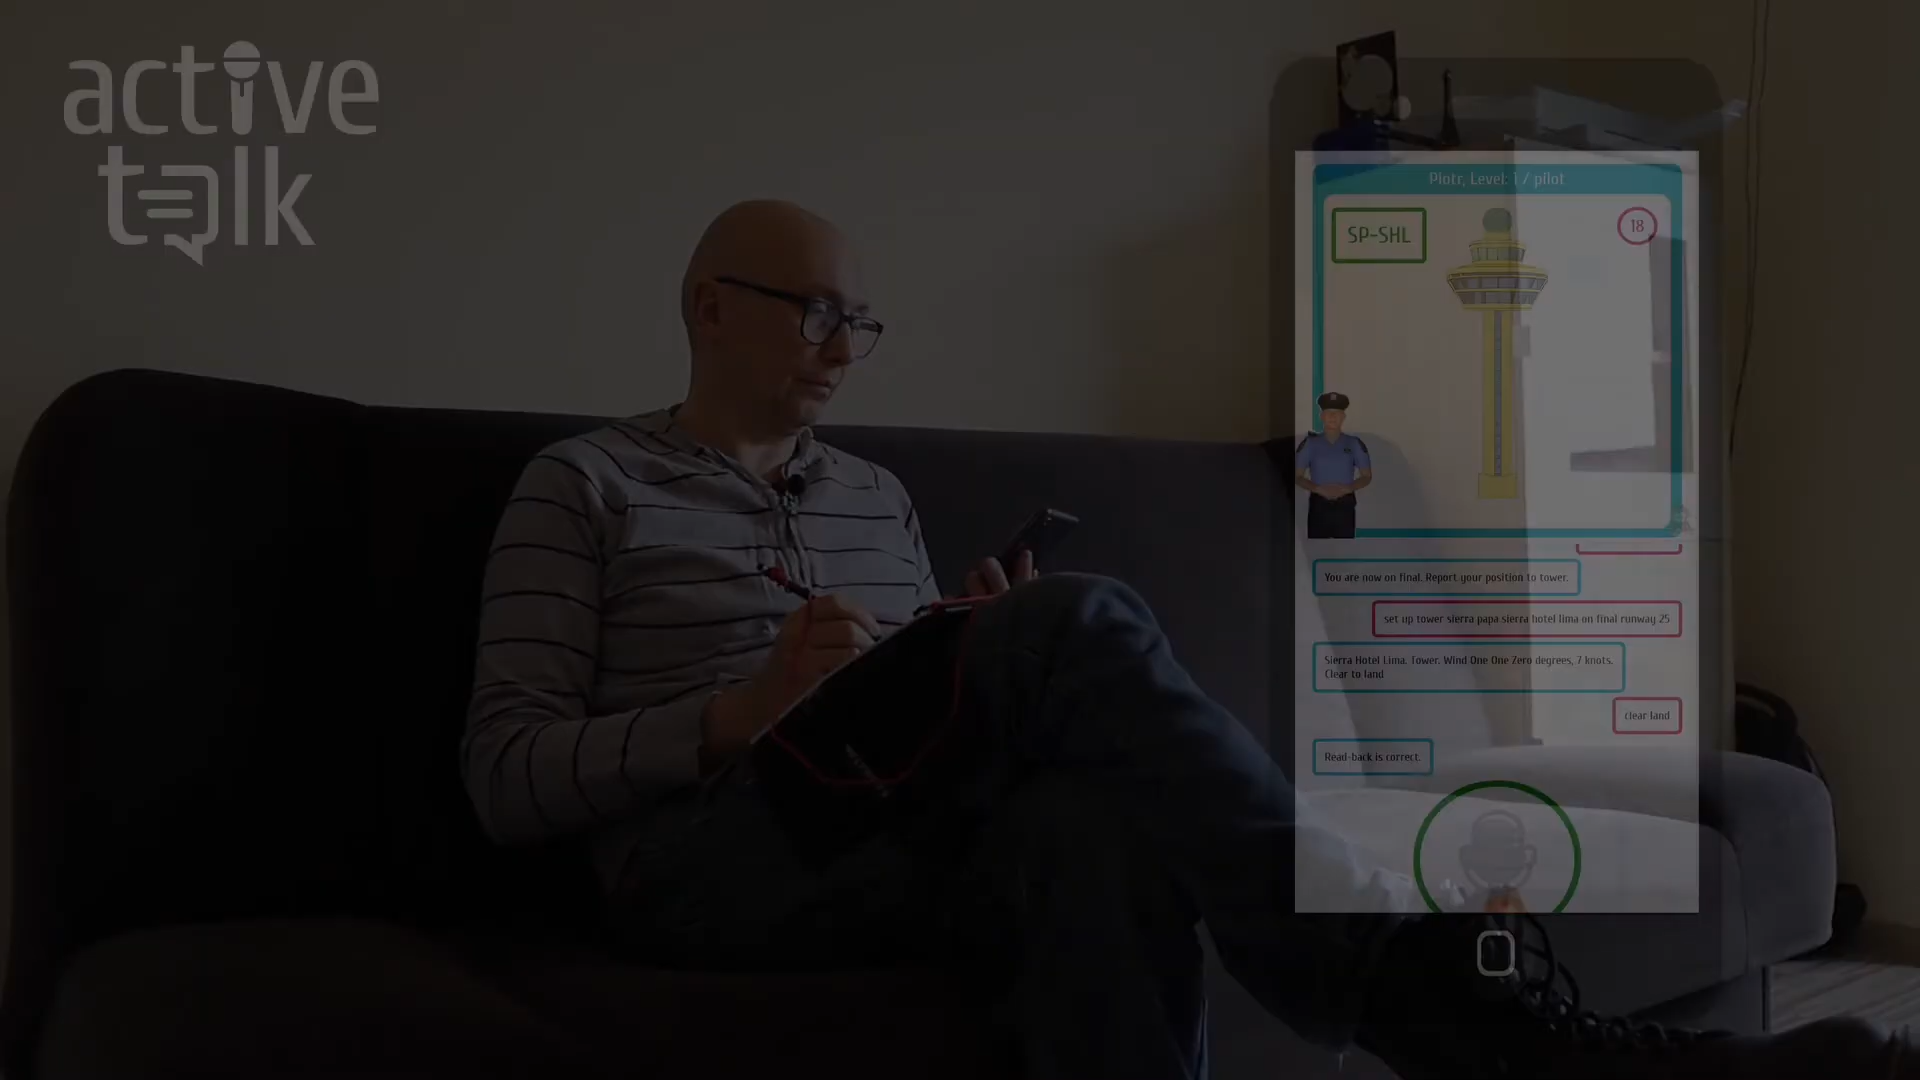 active
talk
Piotr, Level: 1 / pilot
SP-SHL
18
You are now on final. Report your position to tower.
set up tower sierra papa sierra hotel lima on final runway 25
Sierra Hotel Lima. Tower. Wind One One Zero degrees, 7 knots.
Clear to land
clear land
Read-back is correct.